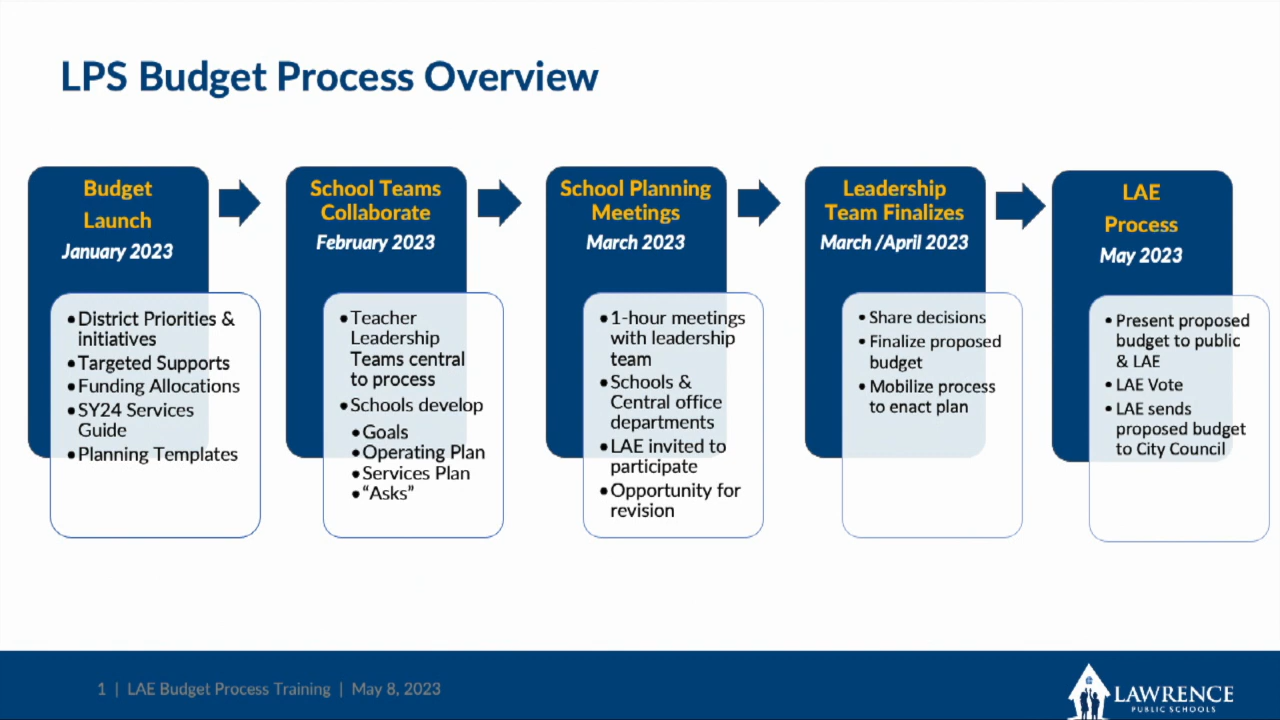 LPS Budget Process Overview
Budget
Launch
January 2023
•District Priorities &
initiatives
•Targeted Supports
•Funding Allocations
•SY24 Services
Guide
•Planning Templates
School Teams
Collaborate
February 2023
•Teacher
Leadership
Teams central
to process
•Schools develop
•Goals
•Operating Plan
•Services Plan
•“Asks”
School Planning
Meetings
March 2023
•1-hour meetings
with leadership
team
•Schools &
Central office
departments
•LAE invited to
participate
•Opportunity for
revision
Leadership
Team Finalizes
March /April 2023
• Share decisions
• Finalize proposed
budget
• Mobilize process
to enact plan
LAE
Process
May 2023
• Present proposed
budget to public
& LAE
• LAE Vote
• LAE sends
proposed budget
to City Council
1 | LAE Budget Process Training | May 8, 2023
LAWRENCE
PUBLIC SCHOOLS